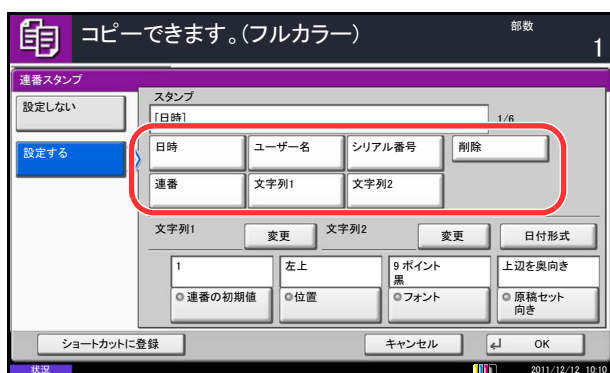 コピーできます。(フルカラー)
部数
1
連番スタンプ
設定しない
設定する
スタンプ
[日時]
1/6
日時
ユーザー名
シリアル番号
削除
連番
文字列1
文字列2
文字列1
変更
文字列2
変更
日付形式
1
左上
9 ポイント
黒
上辺を奥向き
連番の初期値
位置
フォント
原稿セット
向き
ショートカットに登録
キャンセル
OK
状況
2011/12/12 10:10